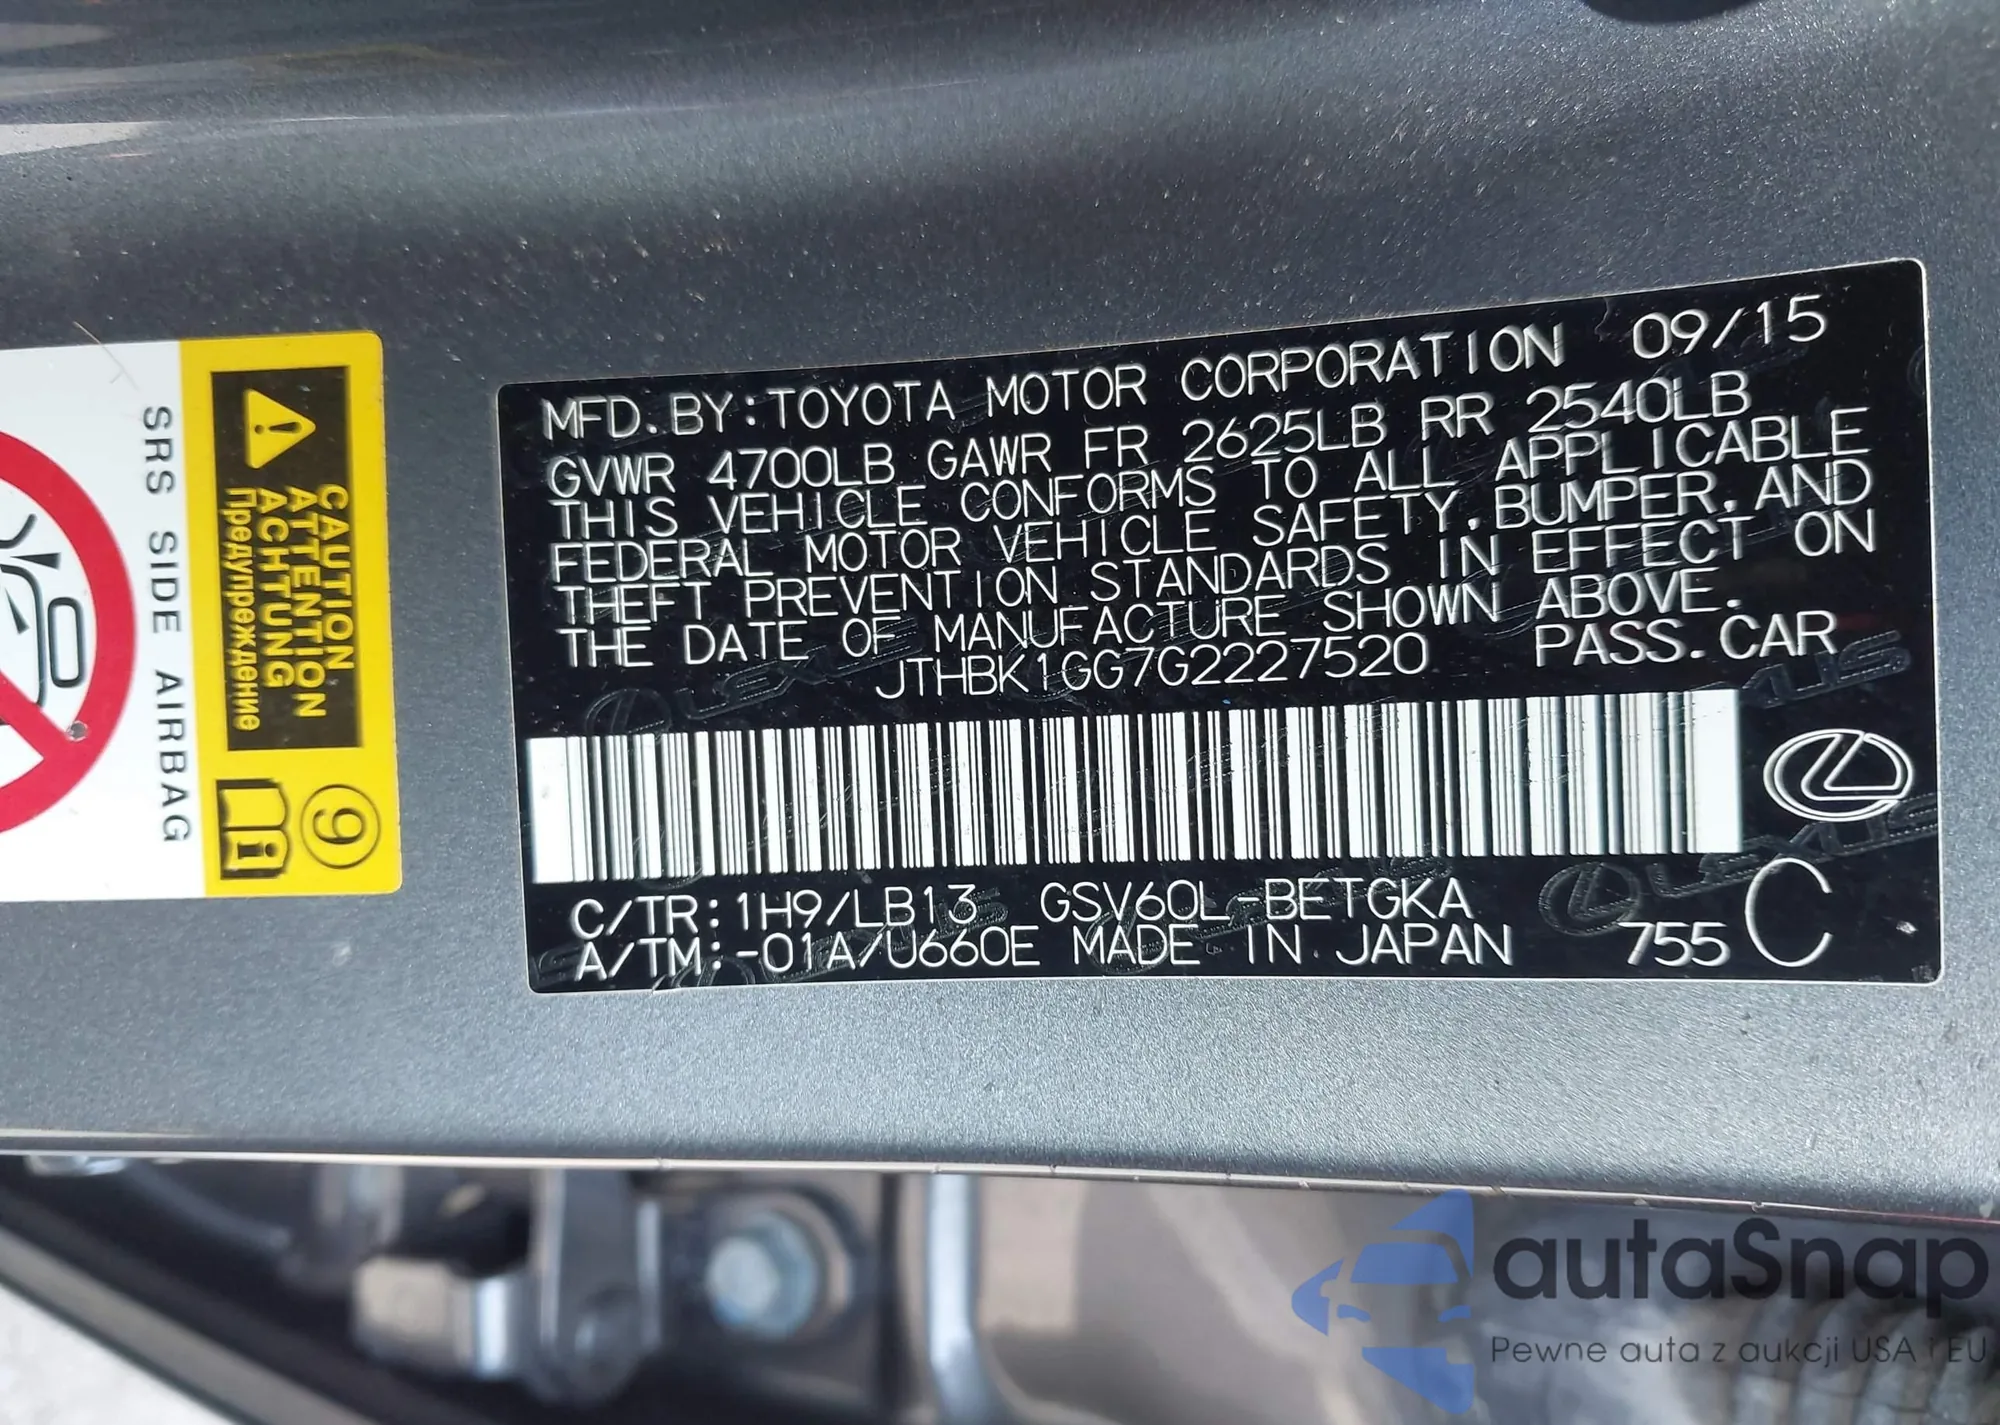 MFD. BY:TOYOTA MOTOR CORPORATION 09/15
GVWR 4700LB GAWR FR 2625LB RR 2540LB
THIS VEHICLE CONFORMS TO ALL APPLICABLE
FEDERAL MOTOR VEHICLE SAFETY,BUMPER,AND
THEFT PREVENTION STANDARDS IN EFFECT ON
THE DATE OF MANUFACTURE SHOWN ABOVE.
JTHBK1GG7G2227520 PASS.CAR
C/TR:1H9/LB13 GSV60L-BETGKA
A/TM:-01A/U660E MADE IN JAPAN 755 C
CAUTION
ATTENTION
ACHTUNG
Предупреждение
9
SRS SIDE AIRBAG
LEXUS
autaSnap
Pewne auta z aukcji USA i EU